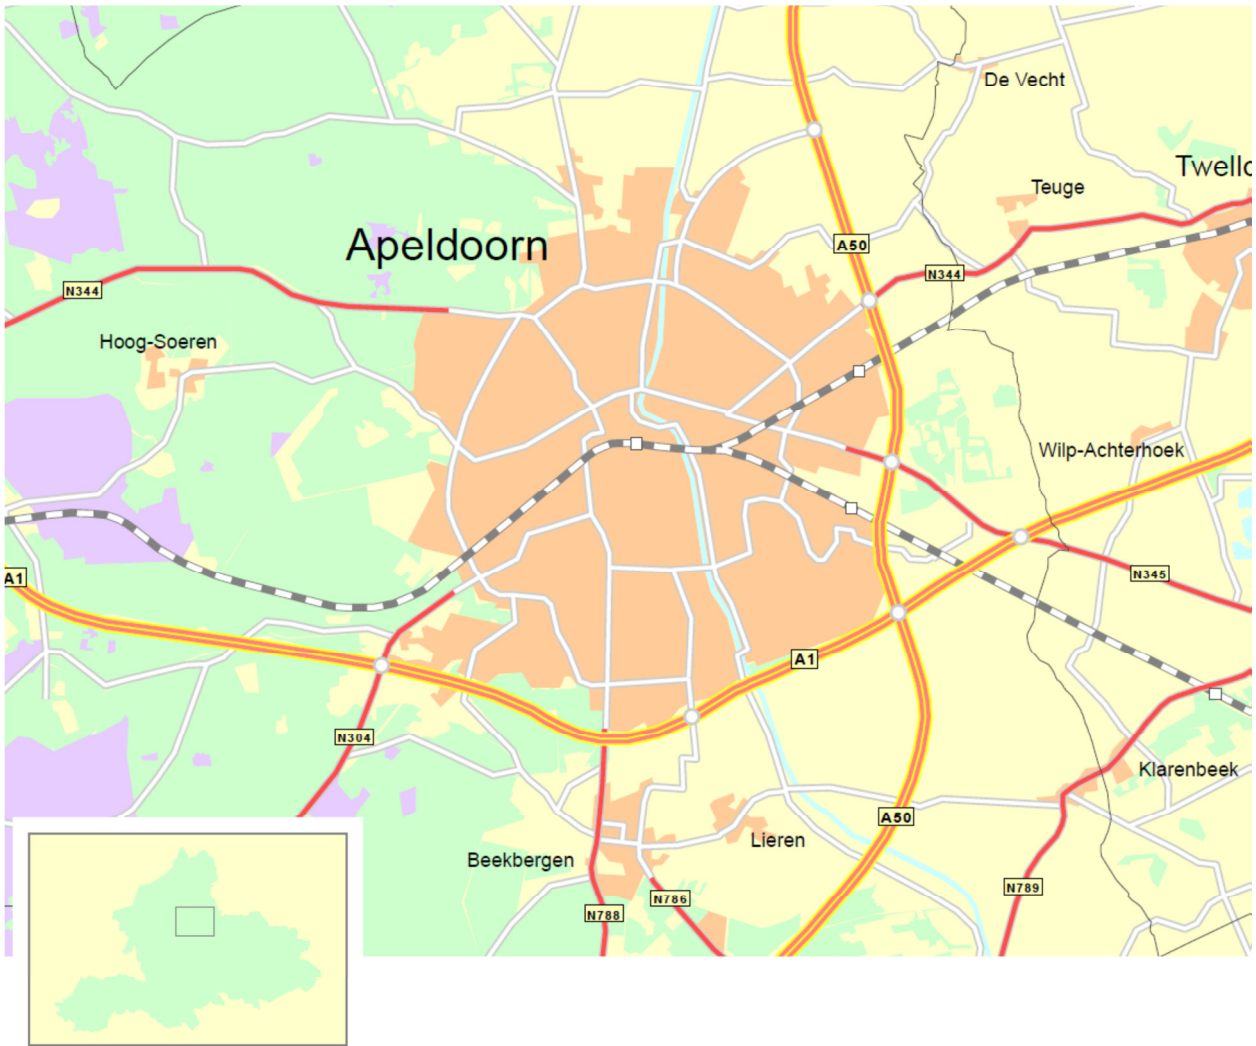 De Vecht
Twello
Teuge
Apeldoorn
A50
N344
N344
Hoog-Soeren
Wilp-Achterhoek
A1
N345
A1
N304
Klarenbeek
A50
Lieren
Beekbergen
N789
N786
N788